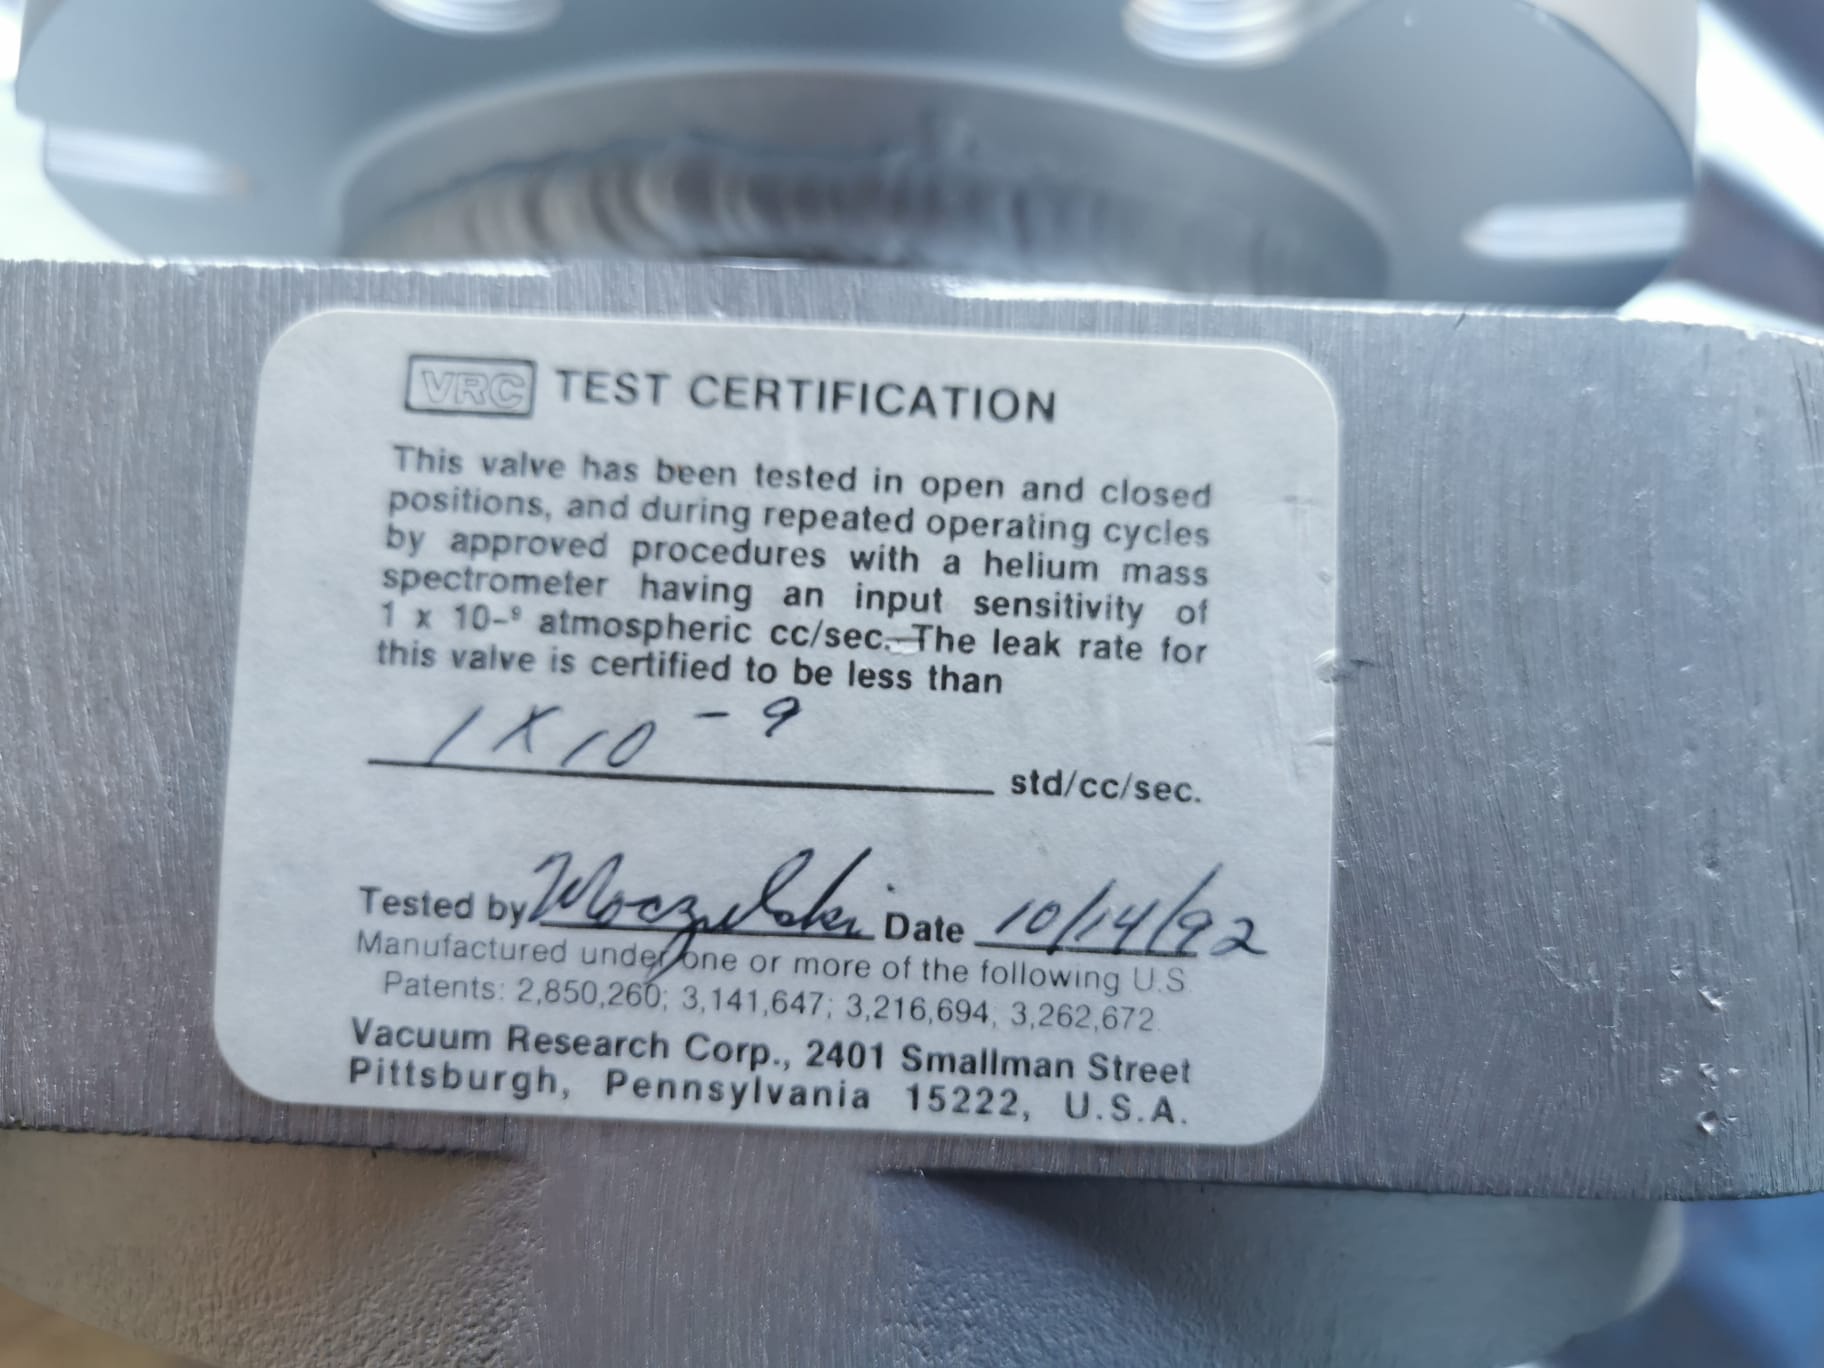 VRC TEST CERTIFICATION
This valve has been tested in open and closed
positions, and during repeated operating cycles
by approved procedures with a helium mass
spectrometer having an input sensitivity of
1 x 10-⁹ atmospheric cc/sec. The leak rate for
this valve is certified to be less than
1 X 10 -9
std/cc/sec.
Tested by Date 10/14/92
Manufactured under one or more of the following U.S.
Patents: 2,850,260; 3,141,647; 3,216,694, 3,262,672.
Vacuum Research Corp., 2401 Smallman Street
Pittsburgh, Pennsylvania 15222, U.S.A.